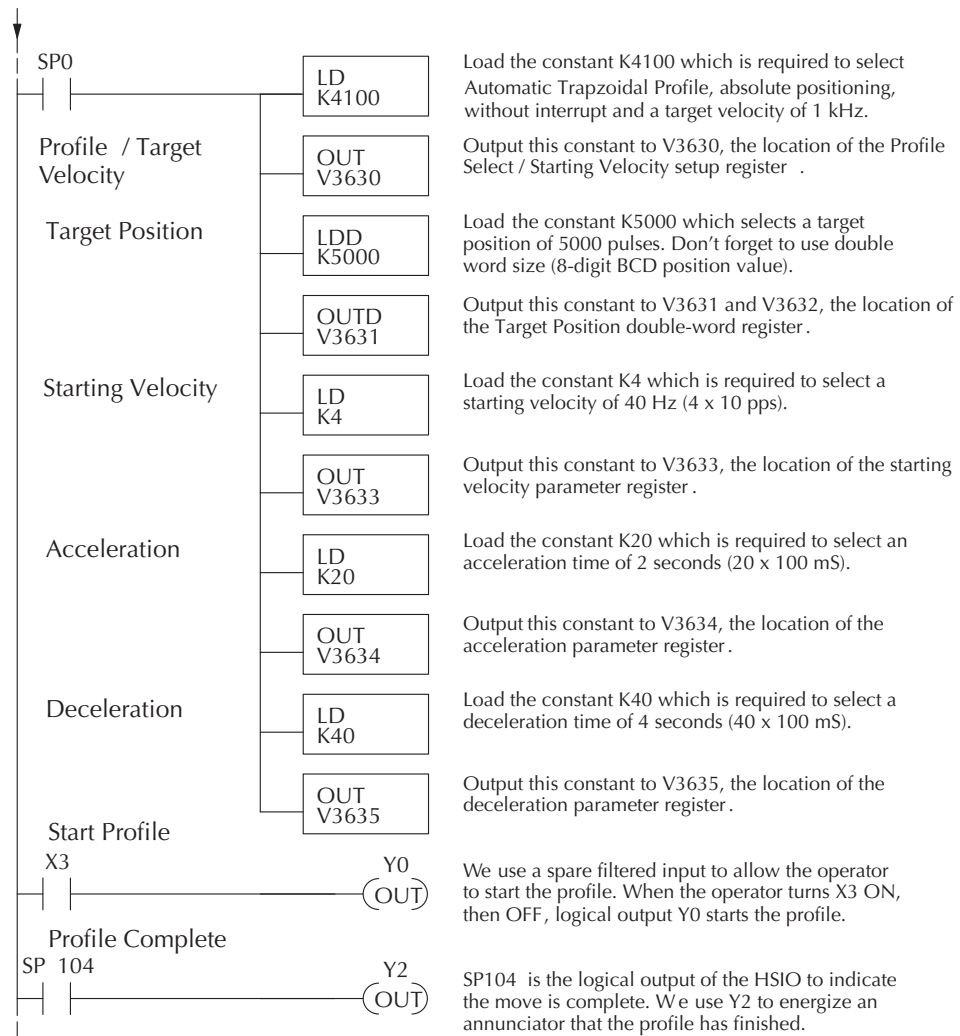 SP0
LD
K4100
Load the constant K4100 which is required to select
Automatic Trapzoidal Profile, absolute positioning,
without interrupt and a target velocity of 1 kHz.
Profile / Target
Velocity
OUT
V3630
Output this constant to V3630, the location of the Profile
Select / Starting Velocity setup register .
Target Position
LDD
K5000
Load the constant K5000 which selects a target
position of 5000 pulses. Don't forget to use double
word size (8-digit BCD position value).
OUTD
V3631
Output this constant to V3631 and V3632, the location of
the Target Position double-word register.
Starting Velocity
LD
K4
Load the constant K4 which is required to select a
starting velocity of 40 Hz (4 x 10 pps).
OUT
V3633
Output this constant to V3633, the location of the starting
velocity parameter register.
Acceleration
LD
K20
Load the constant K20 which is required to select an
acceleration time of 2 seconds (20 x 100 mS).
OUT
V3634
Output this constant to V3634, the location of the
acceleration parameter register.
Deceleration
LD
K40
Load the constant K40 which is required to select a
deceleration time of 4 seconds (40 x 100 mS).
OUT
V3635
Output this constant to V3635, the location of the
deceleration parameter register.
Start Profile
X3
Y0
OUT
We use a spare filtered input to allow the operator
to start the profile. When the operator turns X3 ON,
then OFF, logical output Y0 starts the profile.
Profile Complete
SP 104
Y2
OUT
SP104 is the logical output of the HSIO to indicate
the move is complete. We use Y2 to energize an
annunciator that the profile has finished.